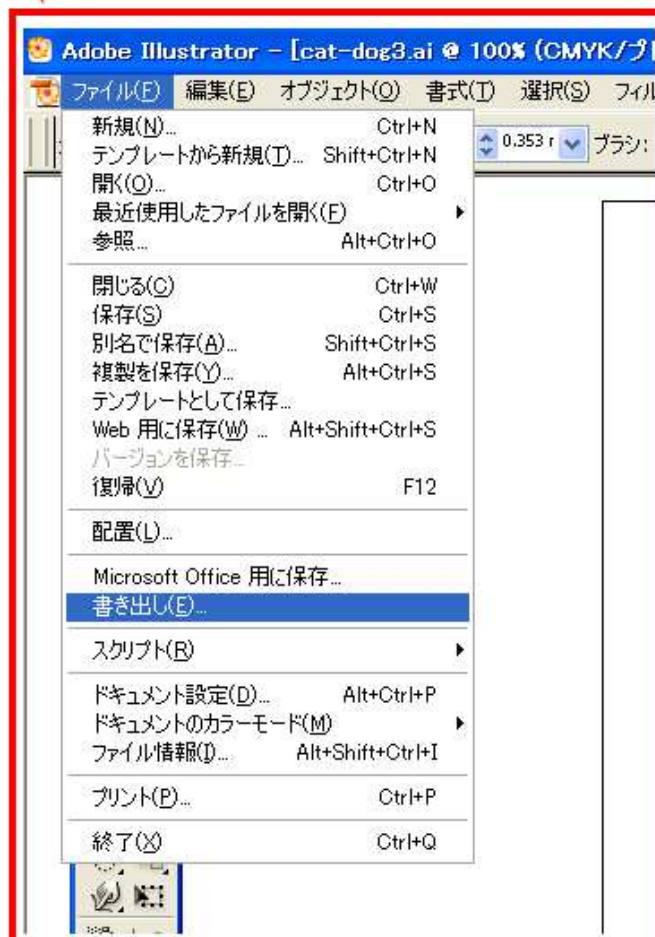 Adobe Illustrator - [cat-dog3.ai @ 100% (CMYK/プ
ファイル(F) 編集(E) オブジェクト(O) 書式(T) 選択(S) フィル
新規(N)... Ctrl+N
テンプレートから新規(T)... Shift+Ctrl+N
0.353 r ブラシ:
開く(O)... Ctrl+O
最近使用したファイルを開く(F)
参照... Alt+Ctrl+O
閉じる(C) Ctrl+W
保存(S) Ctrl+S
別名で保存(A)... Shift+Ctrl+S
複製を保存(Y)... Alt+Ctrl+S
テンプレートとして保存...
Web 用に保存(W) ... Alt+Shift+Ctrl+S
バージョンを保存...
復帰(V) F12
配置(L)...
Microsoft Office 用に保存...
書き出し(E)...
スクリプト(R)
ドキュメント設定(D)... Alt+Ctrl+P
ドキュメントのカラーモード(M)
ファイル情報(I)... Alt+Shift+Ctrl+I
プリント(P)... Ctrl+P
終了(X) Ctrl+Q